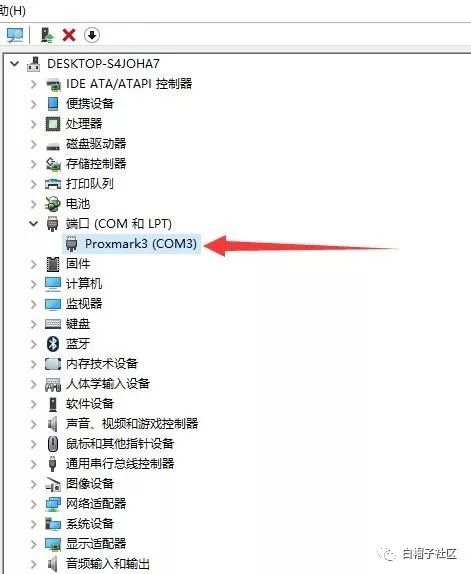 助(H)
DESKTOP-S4JOHA7
IDE ATA/ATAPI 控制器
便携设备
处理器
磁盘驱动器
存储控制器
打印队列
电池
端口 (COM 和 LPT)
Proxmark3 (COM3)
固件
计算机
监视器
键盘
蓝牙
内存技术设备
人体学输入设备
软件设备
声音、视频和游戏控制器
鼠标和其他指针设备
通用串行总线控制器
图像设备
网络适配器
系统设备
显示适配器
音频输入和输出
白帽子社区